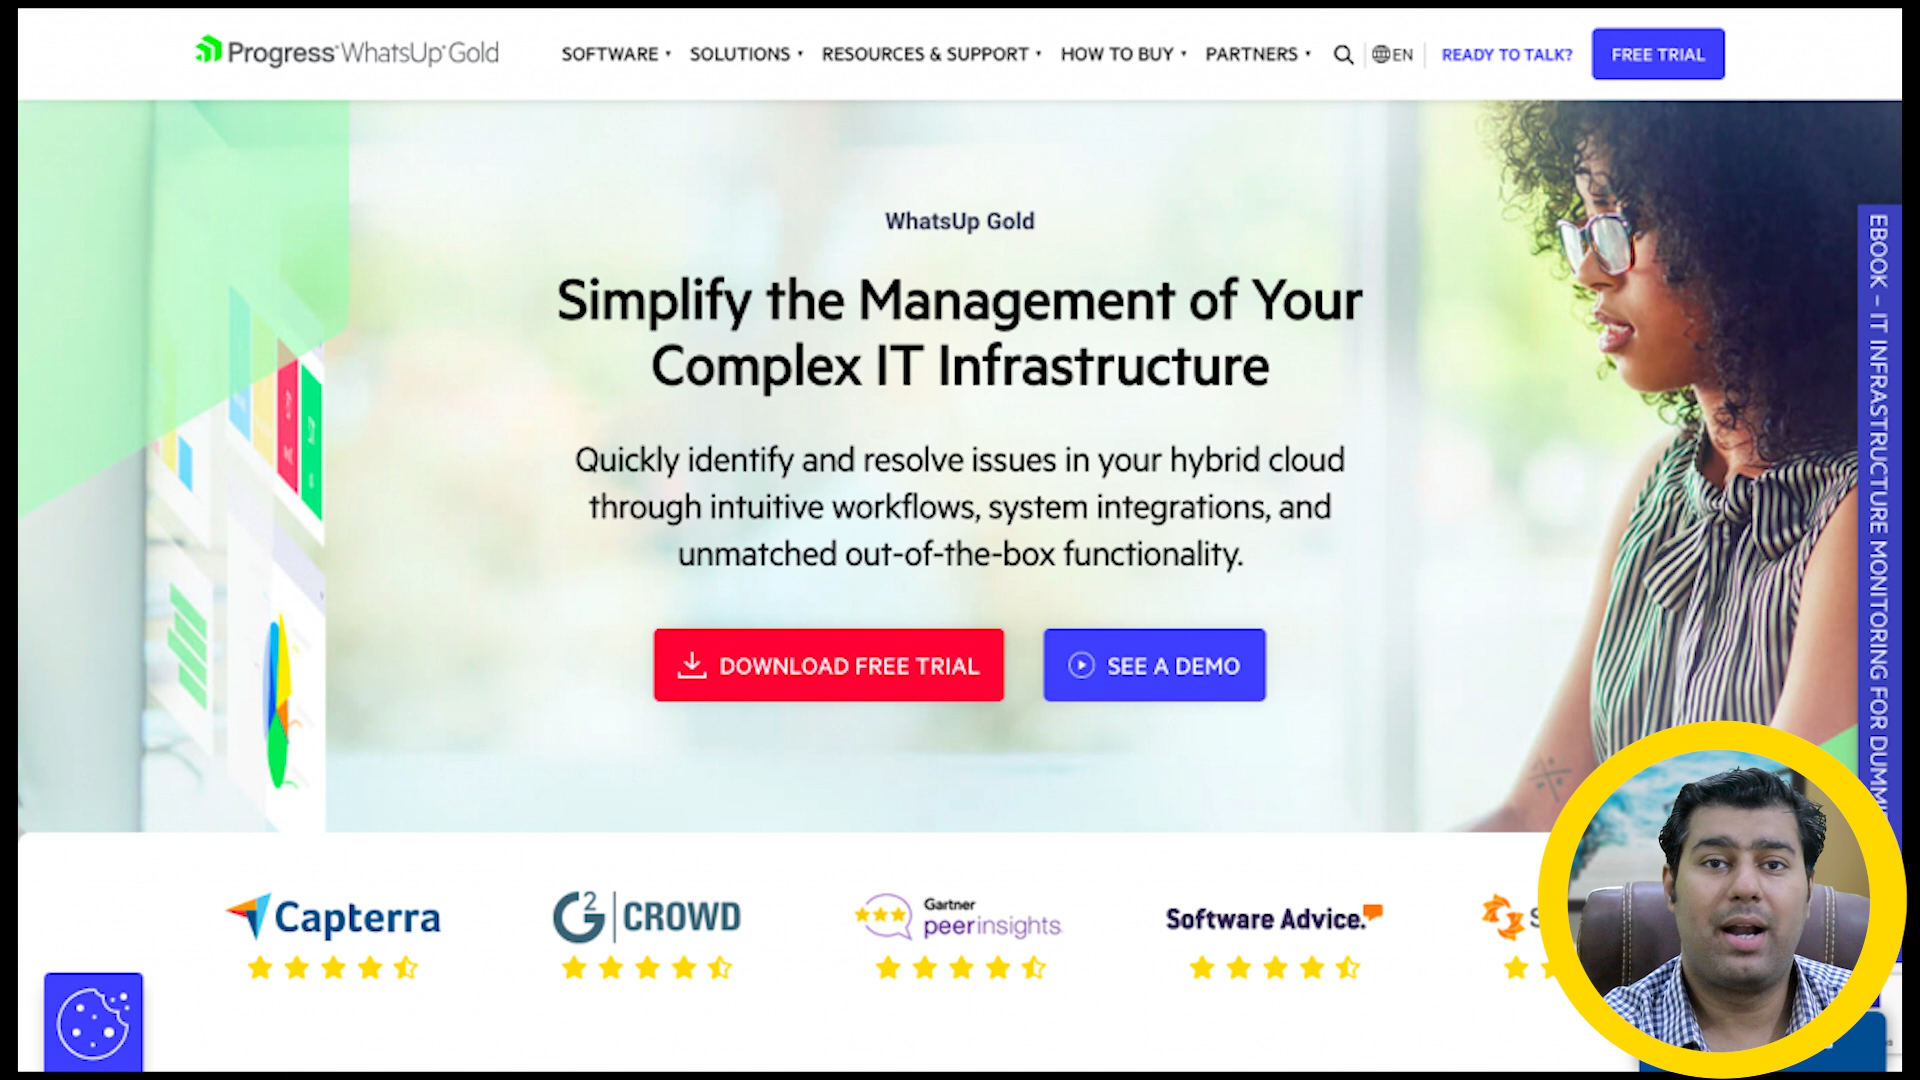 Progress WhatsUp Gold
SOFTWARE
SOLUTIONS
RESOURCES & SUPPORT
HOW TO BUY
PARTNERS
EN
READY TO TALK?
FREE TRIAL
WhatsUp Gold
Simplify the Management of Your
Complex IT Infrastructure
Quickly identify and resolve issues in your hybrid cloud
through intuitive workflows, system integrations, and
unmatched out-of-the-box functionality.
DOWNLOAD FREE TRIAL
SEE A DEMO
EBOOK – IT INFRASTRUCTURE MONITORING FOR
Capterra
G2 CROWD
Gartner
peerinsights
Software Advice.